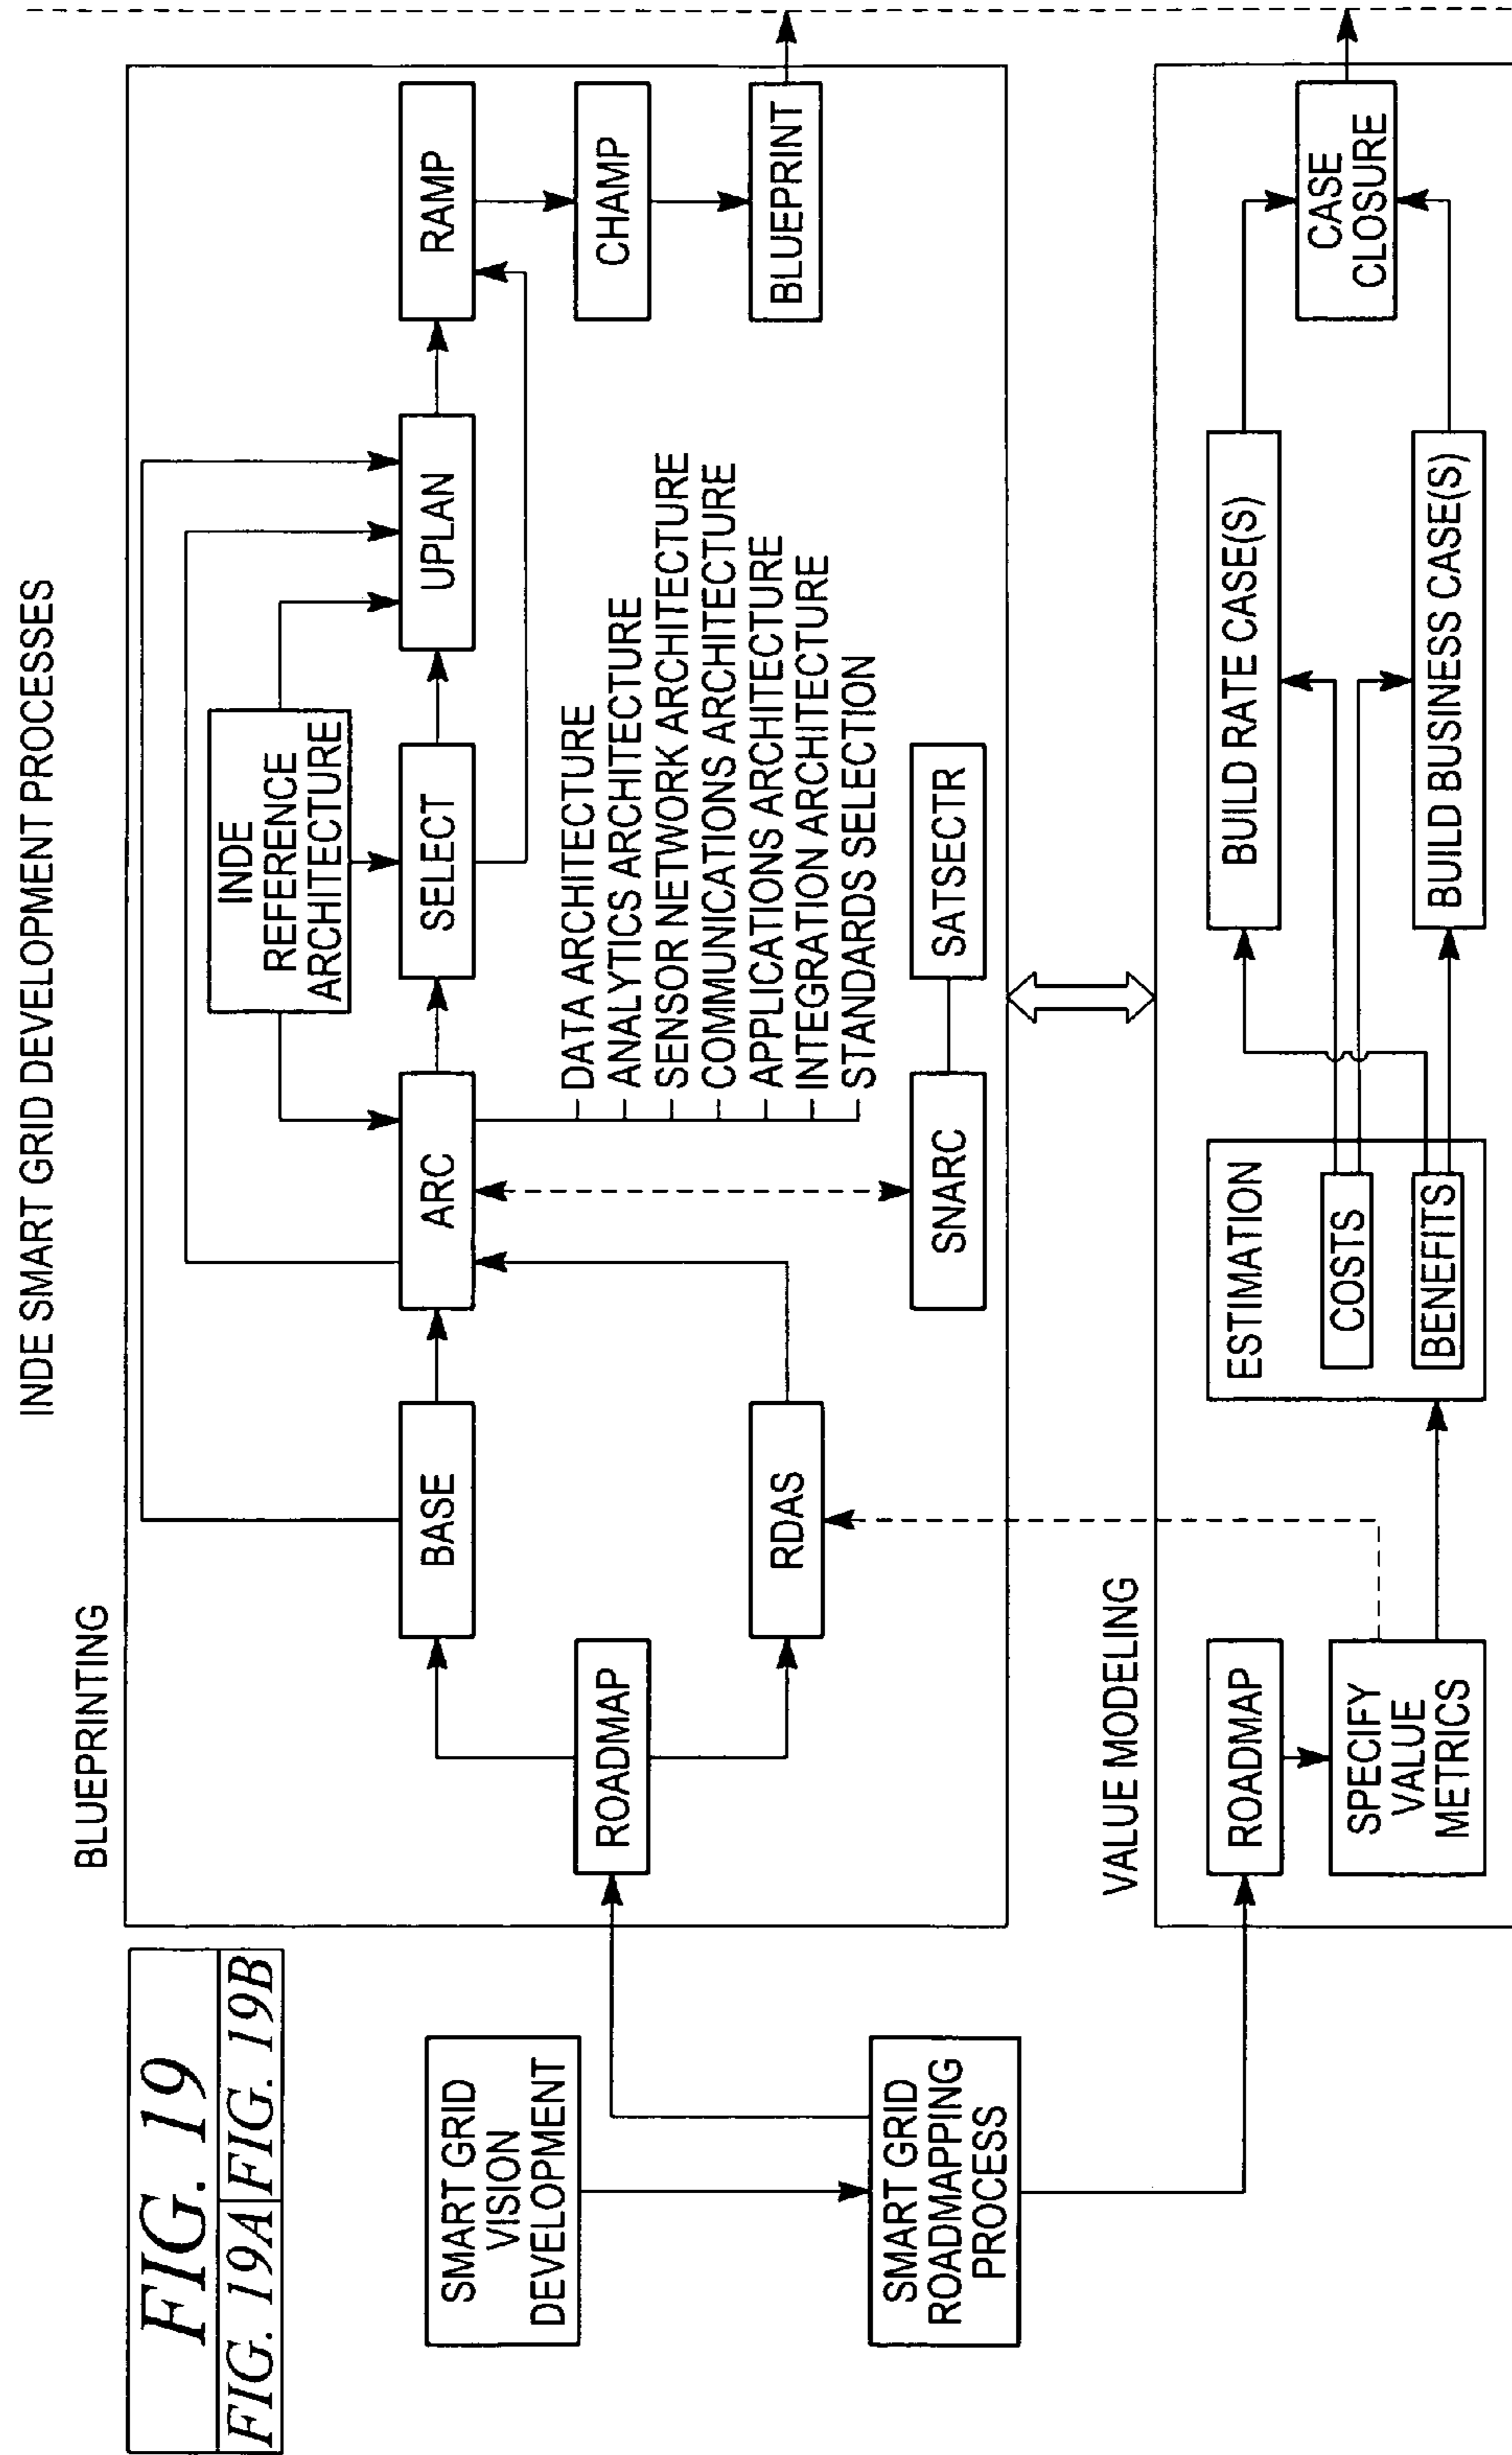 INDE SMART GRID DEVELOPMENT PROCESSES
FIG. 19
FIG. 19A
FIG. 19B
SMART GRID
VISION
DEVELOPMENT
SMART GRID
ROADMAPPING
PROCESS
BLUEPRINTING
ROADMAP
BASE
RDAS
INDE
REFERENCE
ARCHITECTURE
ARC
SELECT
UPLAN
RAMP
CHAMP
BLUEPRINT
DATA ARCHITECTURE
ANALYTICS ARCHITECTURE
SENSOR NETWORK ARCHITECTURE
COMMUNICATIONS ARCHITECTURE
APPLICATIONS ARCHITECTURE
INTEGRATION ARCHITECTURE
STANDARDS SELECTION
SNARC
SATSECTR
VALUE MODELING
ROADMAP
SPECIFY
VALUE
METRICS
ESTIMATION
COSTS
BENEFITS
BUILD RATE CASE(S)
BUILD BUSINESS CASE(S)
CASE
CLOSURE